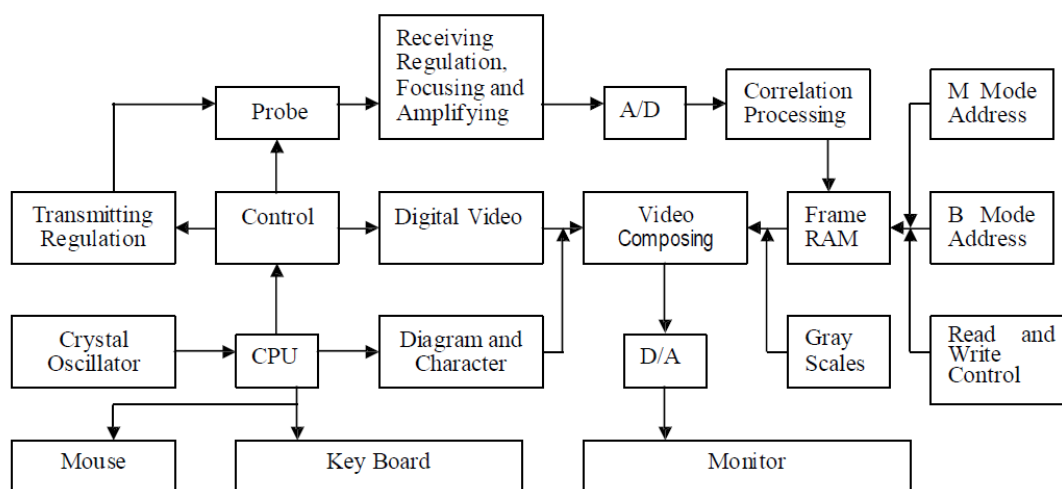 Receiving
Regulation,
Focusing and
Amplifying
Probe
A/D
Correlation
Processing
M Mode
Address
Transmitting
Regulation
Control
Digital Video
Video
Composing
Frame
RAM
B Mode
Address
Crystal
Oscillator
CPU
Diagram and
Character
D/A
Gray
Scales
Read and
Write
Control
Mouse
Key Board
Monitor